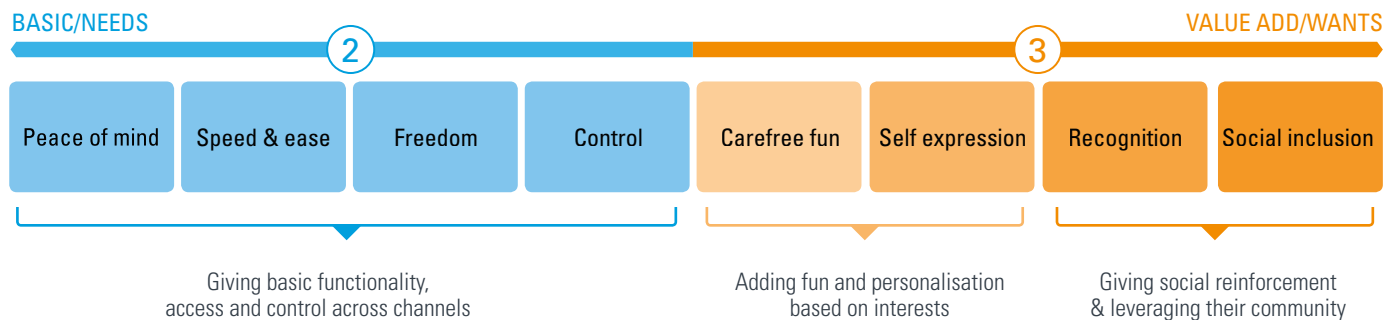 BASIC/NEEDS
VALUE ADD/WANTS
2
3
Peace of mind
Speed & ease
Freedom
Control
Carefree fun
Self expression
Recognition
Social inclusion
Giving basic functionality,
access and control across channels
Adding fun and personalisation
based on interests
Giving social reinforcement
& leveraging their community